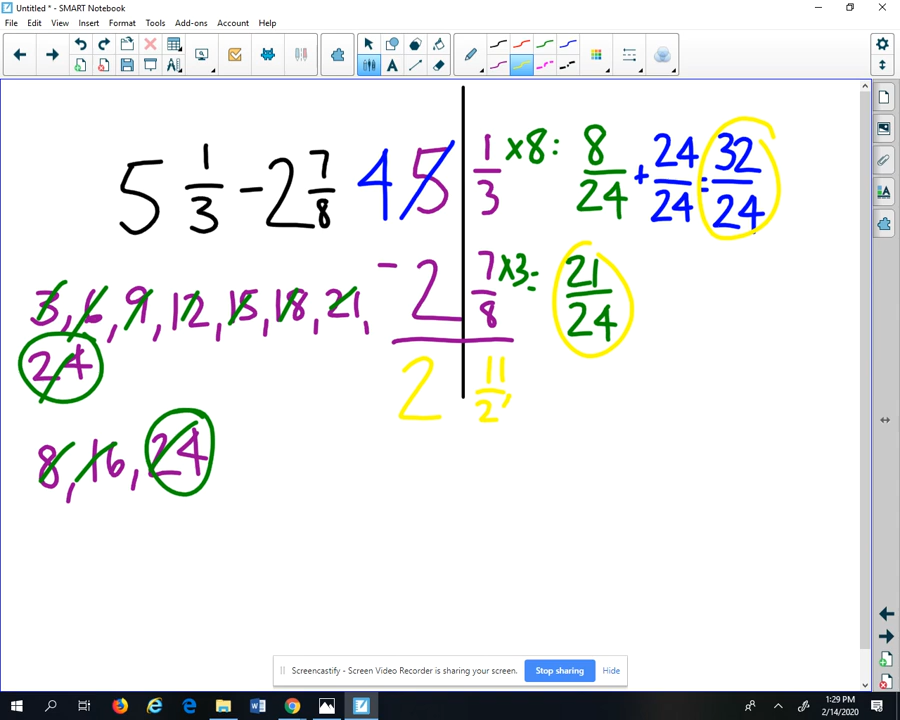 Untitled * - SMART Notebook
File Edit View Insert Format Tools Add-ons Account Help
5 1/3 - 2 7/8
4 5 1/3 ×8 = 8/24 + 24/24 = 32/24
- 2 7/8 ×3 = 21/24
2 11/2
3, 6, 9, 12, 15, 18, 21,
24
8, 16, 24
Screencastify - Screen Video Recorder is sharing your screen. Stop sharing Hide
1:29 PM
2/14/2020